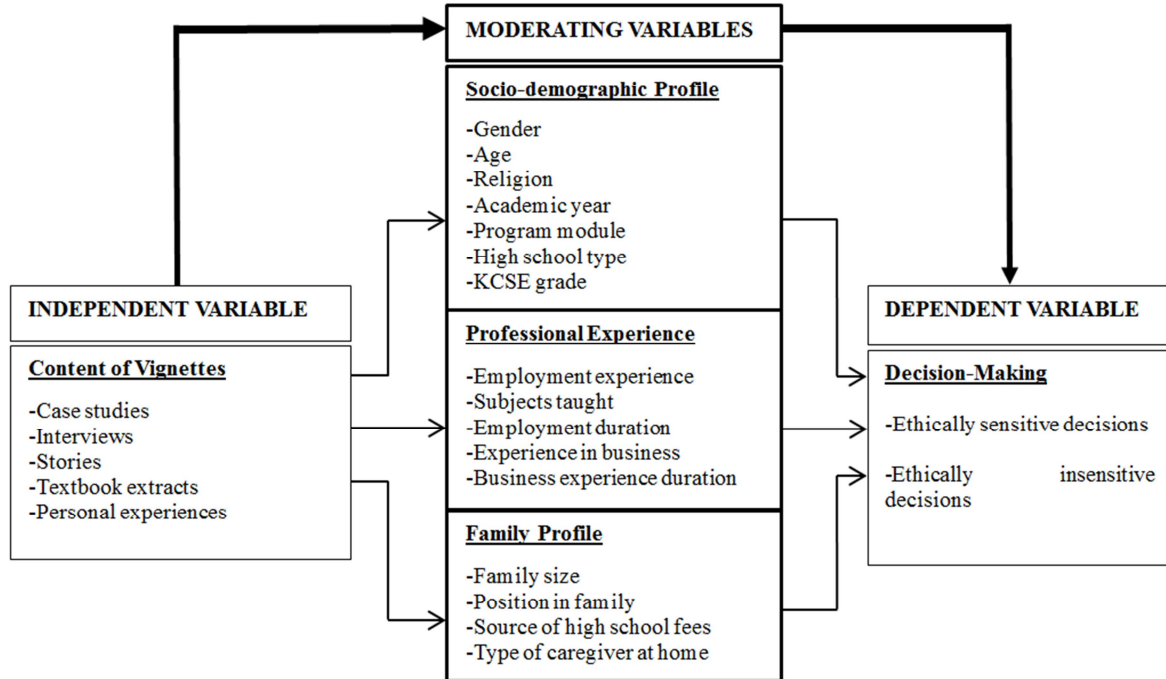 MODERATING VARIABLES
Socio-demographic Profile
-Gender
-Age
-Religion
-Academic year
-Program module
-High school type
-KCSE grade
INDEPENDENT VARIABLE
Content of Vignettes
-Case studies
-Interviews
-Stories
-Textbook extracts
-Personal experiences
Professional Experience
-Employment experience
-Subjects taught
-Employment duration
-Experience in business
-Business experience duration
Family Profile
-Family size
-Position in family
-Source of high school fees
-Type of caregiver at home
DEPENDENT VARIABLE
Decision-Making
-Ethically sensitive decisions
-Ethically insensitive
decisions